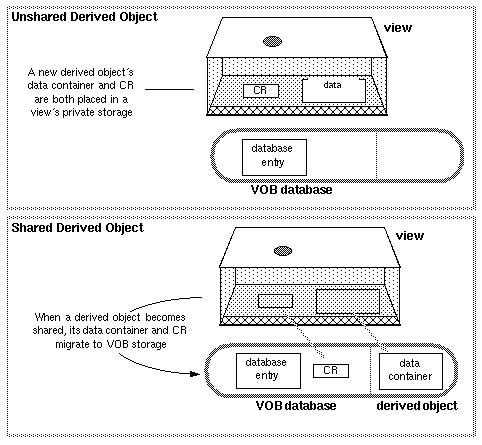 Unshared Derived Object
view
A new derived object's
data container and CR
are both placed in a
view's private storage
CR
data
database
entry
VOB database
Shared Derived Object
view
When a derived object becomes
shared, its data container and CR
migrate to VOB storage
database
entry
CR
data
container
VOB database
derived object